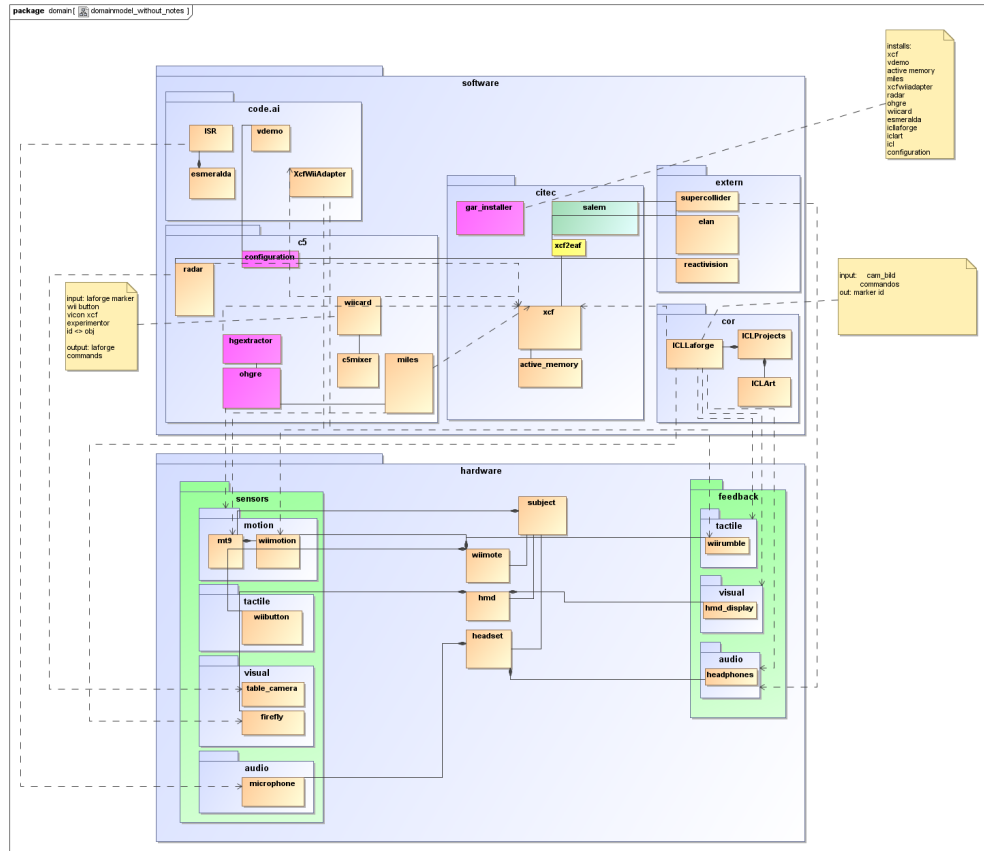 package domain[ domainmodel_without_notes ]
installs:
xcf
vdemo
active memory
miles
xcfwiiadapter
radar
ohgre
wiicard
esmeralda
icllaforge
iclart
icl
configuration
software
code.ai
ISR
vdemo
esmeralda
XcfWiiAdapter
citec
gar_installer
salem
xcf2eaf
xcf
active_memory
extern
supercollider
elan
reactivision
c5
configuration
radar
wiicard
hgextractor
ohgre
c5mixer
miles
cor
ICLLaforge
ICLProjects
ICLArt
input: laforge marker
wii button
vicon xcf
experimentor
id <> obj
output: laforge
commands
input: cam_bild
commandos
out: marker id
hardware
sensors
motion
mt9
wiimotion
tactile
wiibutton
visual
table_camera
firefly
audio
microphone
subject
wiimote
hmd
headset
feedback
tactile
wiirumble
visual
hmd_display
audio
headphones